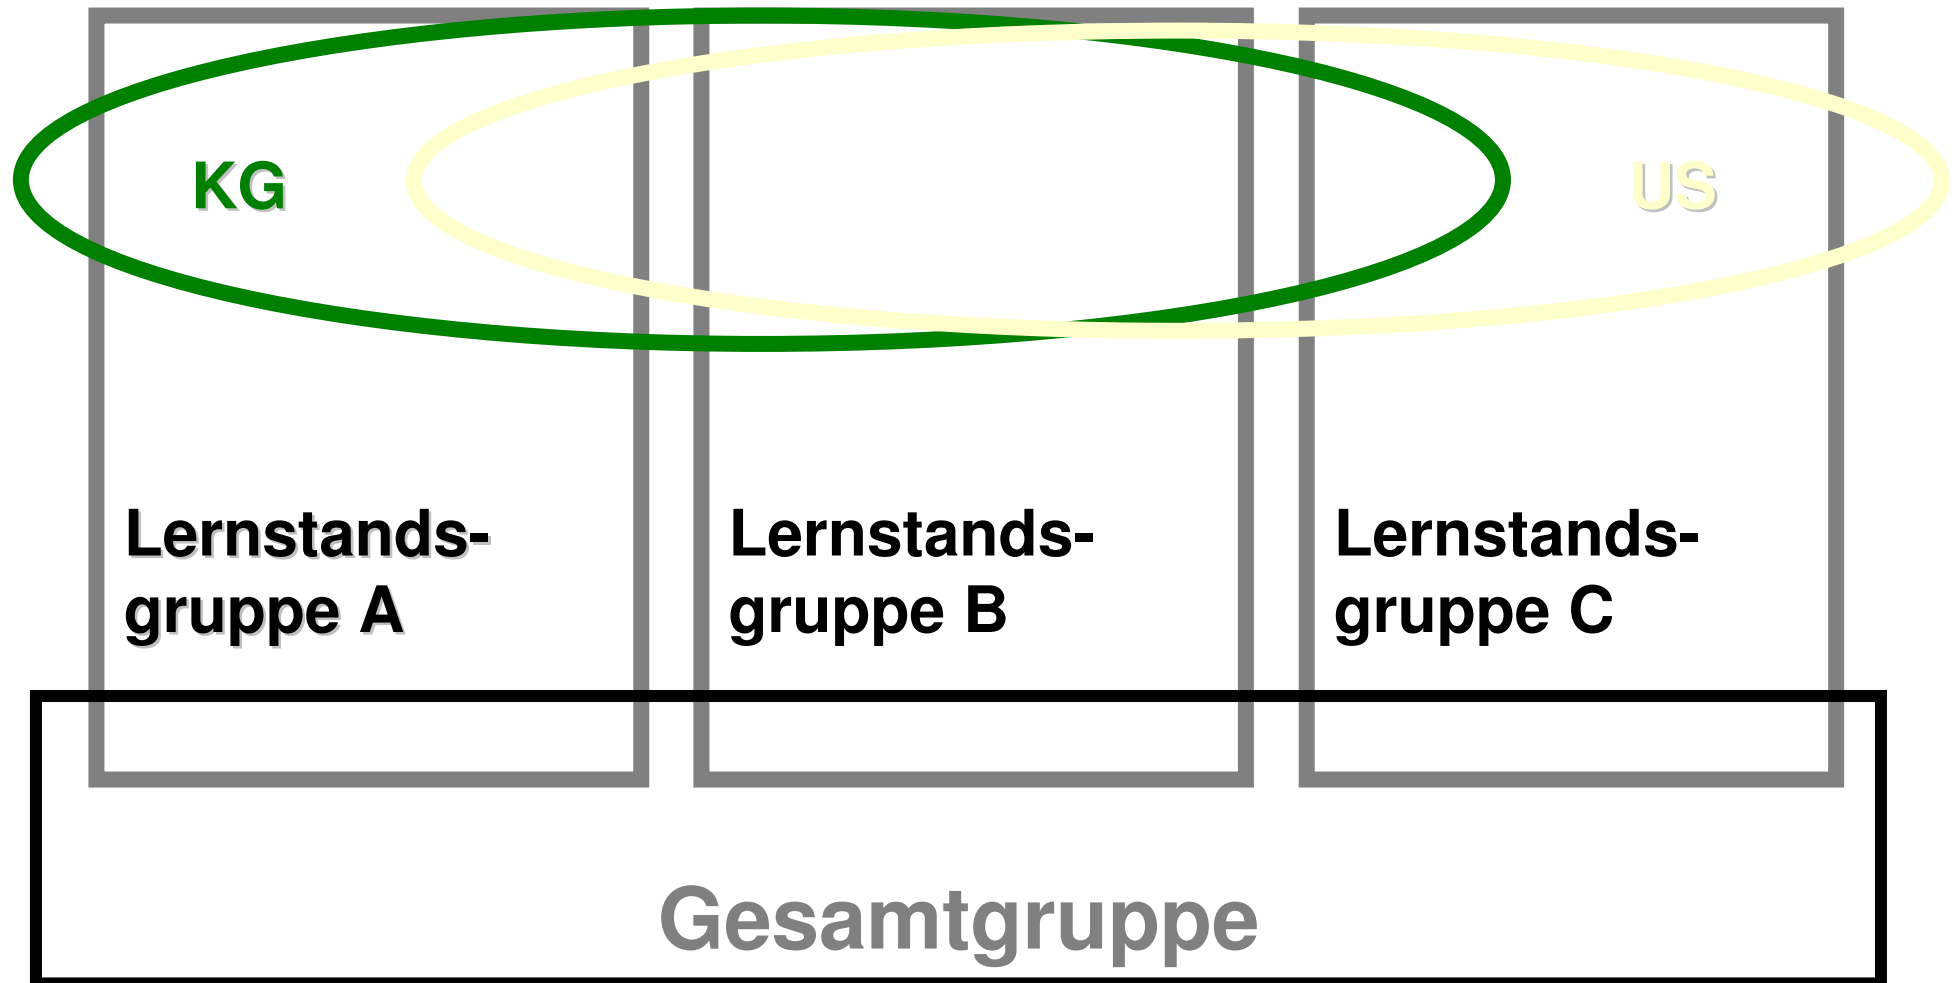 KG
US
Lernstands-
gruppe A
Lernstands-
gruppe B
Lernstands-
gruppe C
Gesamtgruppe